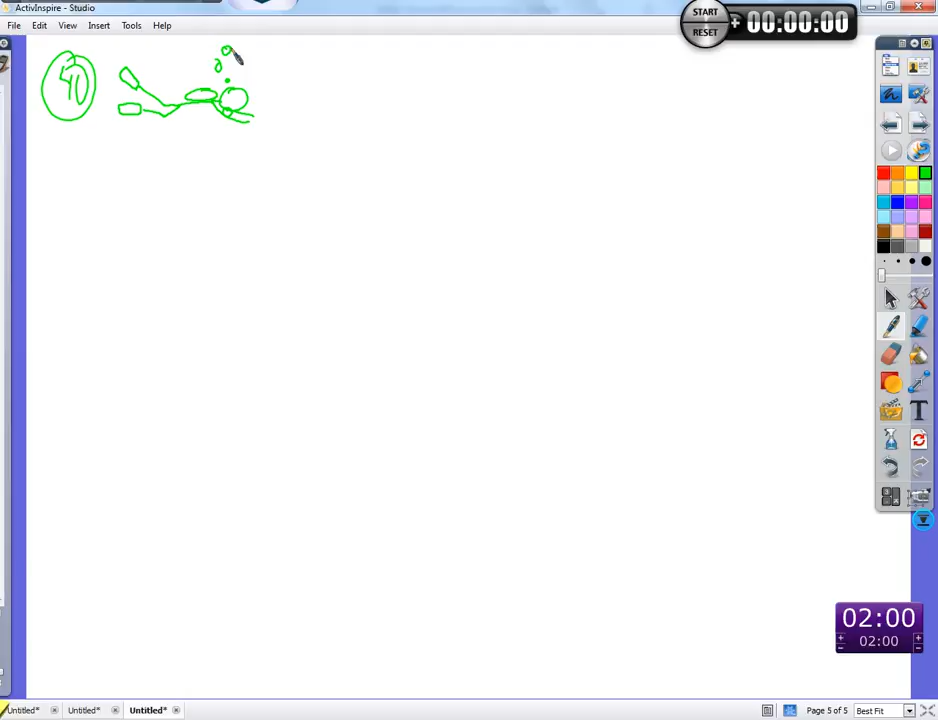 ActivInspire - Studio
START
RESET
+ 00:00:00
File Edit View Insert Tools Help
40
02:00
02:00
Untitled* Untitled* Untitled*
Page 5 of 5 Best Fit